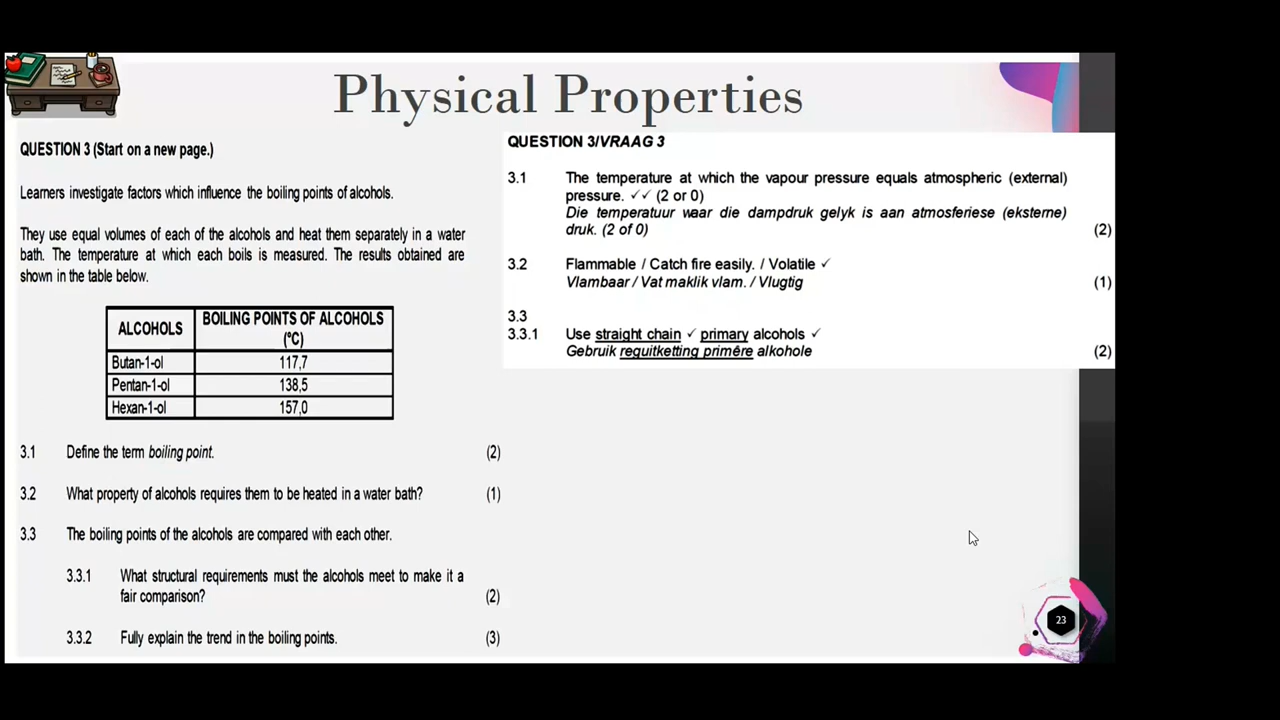 Physical Properties
QUESTION 3 (Start on a new page.)
Learners investigate factors which influence the boiling points of alcohols.
They use equal volumes of each of the alcohols and heat them separately in a water
bath. The temperature at which each boils is measured. The results obtained are
shown in the table below.
ALCOHOLS BOILING POINTS OF ALCOHOLS
(°C)
Butan-1-ol 117,7
Pentan-1-ol 138,5
Hexan-1-ol 157,0
3.1 Define the term boiling point. (2)
3.2 What property of alcohols requires them to be heated in a water bath? (1)
3.3 The boiling points of the alcohols are compared with each other.
3.3.1 What structural requirements must the alcohols meet to make it a
fair comparison? (2)
3.3.2 Fully explain the trend in the boiling points. (3)
QUESTION 3/VRAAG 3
3.1 The temperature at which the vapour pressure equals atmospheric (external)
pressure. ✓✓ (2 or 0)
Die temperatuur waar die dampdruk gelyk is aan atmosferiese (eksterne)
druk. (2 of 0) (2)
3.2 Flammable / Catch fire easily. / Volatile ✓
Vlambaar / Vat maklik vlam. / Vlugtig (1)
3.3
3.3.1 Use straight chain ✓ primary alcohols ✓
Gebruik reguitketting primêre alkohole (2)
23